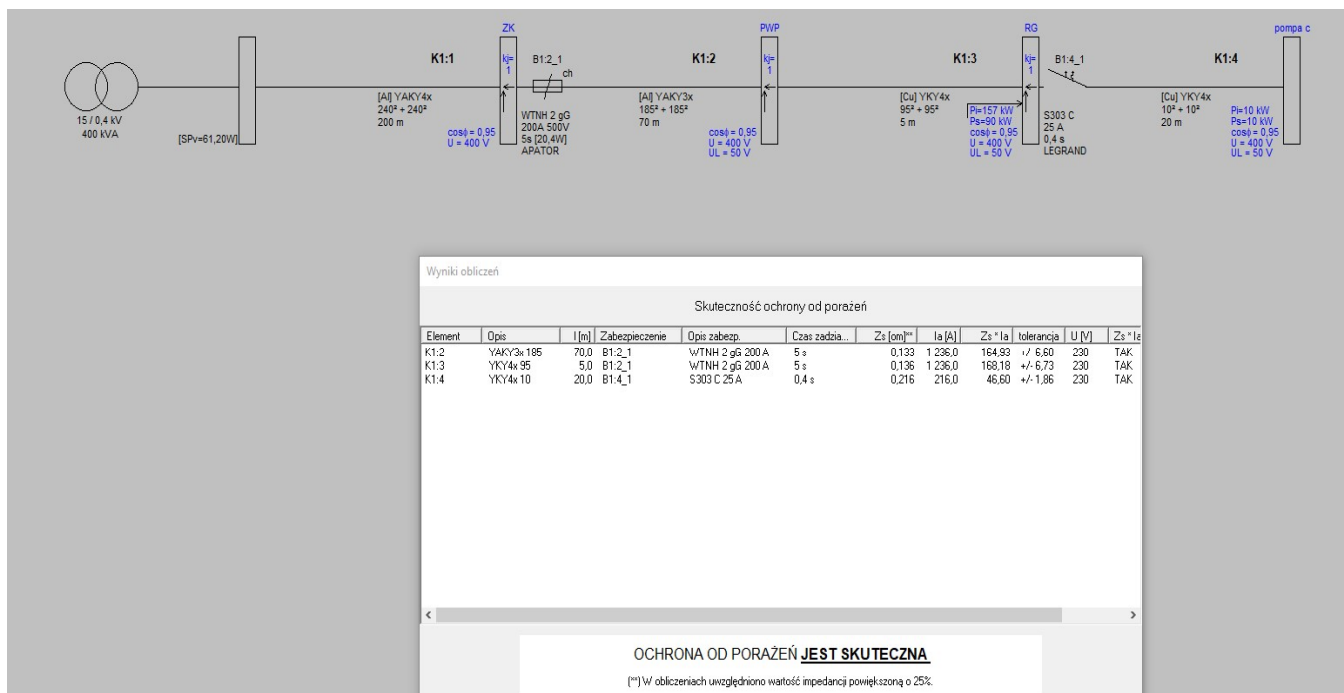 ZK
PWP
RG
pompa c
K1:1
kj=
1
B1:2_1
ch
K1:2
kj=
1
K1:3
kj=
1
B1:4_1
K1:4
15 / 0,4 kV
400 kVA
[SPv=61,20W]
[Al] YAKY4x
240² + 240²
200 m
cosϕ = 0,95
U = 400 V
WTNH 2 gG
200A 500V
5s [20,4W]
APATOR
[Al] YAKY3x
185² + 185²
70 m
cosϕ = 0,95
U = 400 V
UL = 50 V
[Cu] YKY4x
95² + 95²
5 m
Pi=157 kW
Ps=90 kW
cosϕ = 0,95
U = 400 V
UL = 50 V
S303 C
25 A
0,4 s
LEGRAND
[Cu] YKY4x
10² + 10²
20 m
Pi=10 kW
Ps=10 kW
cosϕ = 0,95
U = 400 V
UL = 50 V
Wyniki obliczeń
Skuteczność ochrony od porażeń
Element Opis l [m] Zabezpieczenie Opis zabezp. Czas zadzia... Zs [om]** Ia [A] Zs * Ia tolerancja U [V] Zs * Ia
K1:2 YAKY3x 185 70,0 B1:2_1 WTNH 2 gG 200 A 5 s 0,133 1 236,0 164,93 +/- 6,60 230 TAK
K1:3 YKY4x 95 5,0 B1:2_1 WTNH 2 gG 200 A 5 s 0,136 1 236,0 168,18 +/- 6,73 230 TAK
K1:4 YKY4x 10 20,0 B1:4_1 S303 C 25 A 0,4 s 0,216 216,0 46,60 +/- 1,86 230 TAK
OCHRONA OD PORAŻEŃ JEST SKUTECZNA
(**) W obliczeniach uwzględniono wartość impedancji powiększoną o 25%.